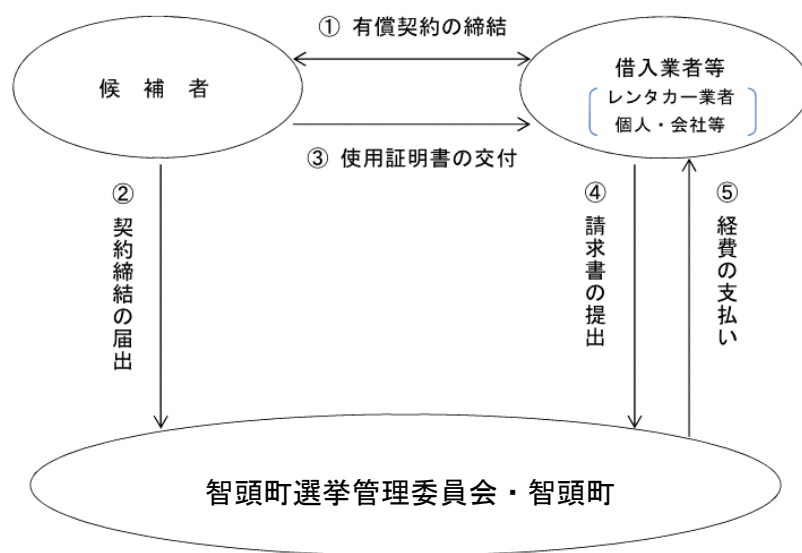 ① 有償契約の締結
候 補 者
借入業者等
レンタカー業者
個人・会社等
③ 使用証明書の交付
② 契約締結の届出
④ 請求書の提出
⑤ 経費の支払い
智頭町選挙管理委員会・智頭町